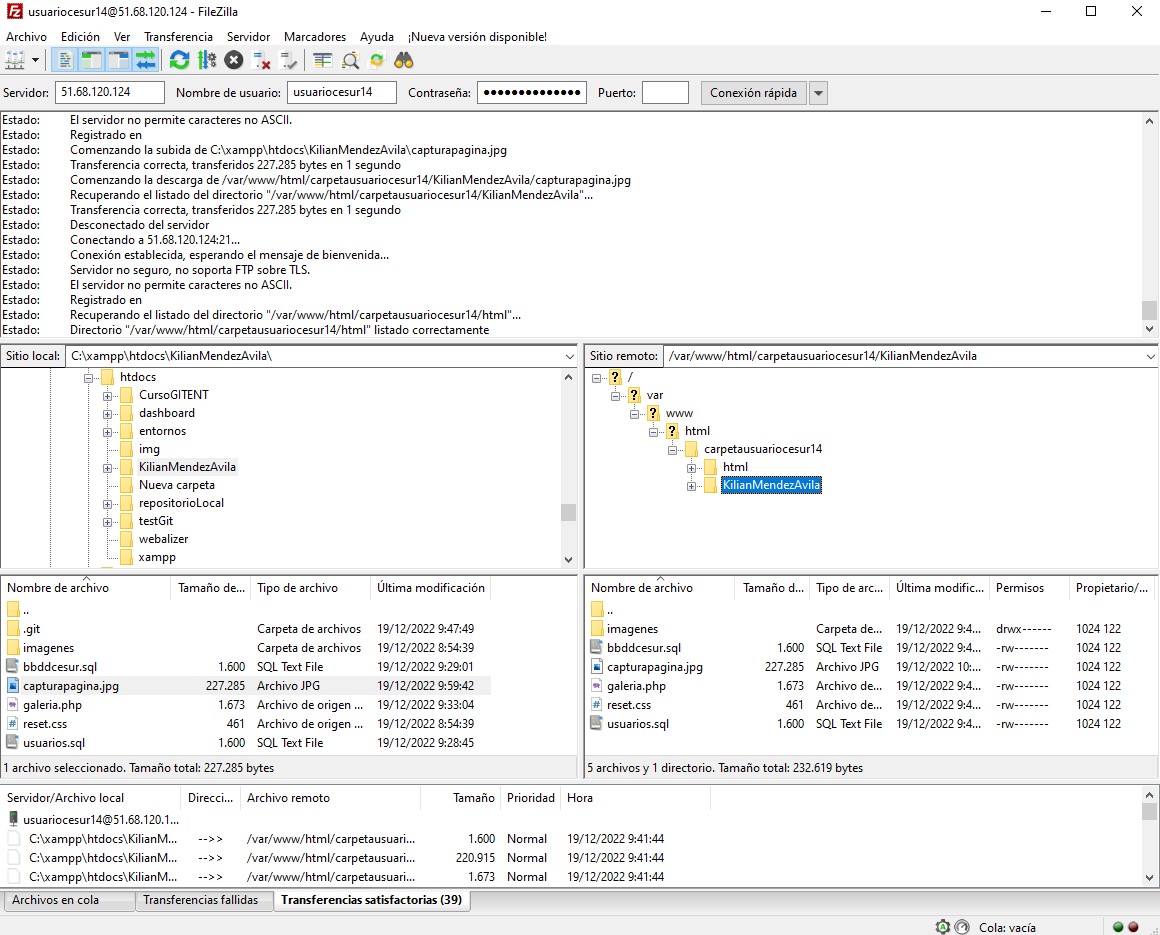 usuariocesur14@51.68.120.124 - FileZilla
Archivo Edición Ver Transferencia Servidor Marcadores Ayuda ¡Nueva versión disponible!
Servidor: 51.68.120.124 Nombre de usuario: usuariocesur14 Contraseña: ●●●●●●●●●●●●●● Puerto: Conexión rápida
Estado: El servidor no permite caracteres no ASCII.
Estado: Registrado en
Estado: Comenzando la subida de C:\xampp\htdocs\KilianMendezAvila\capturapagina.jpg
Estado: Transferencia correcta, transferidos 227.285 bytes en 1 segundo
Estado: Comenzando la descarga de /var/www/html/carpetausuariocesur14/KilianMendezAvila/capturapagina.jpg
Estado: Recuperando el listado del directorio "/var/www/html/carpetausuariocesur14/KilianMendezAvila"...
Estado: Transferencia correcta, transferidos 227.285 bytes en 1 segundo
Estado: Desconectado del servidor
Estado: Conectando a 51.68.120.124:21...
Estado: Conexión establecida, esperando el mensaje de bienvenida...
Estado: Servidor no seguro, no soporta FTP sobre TLS.
Estado: El servidor no permite caracteres no ASCII.
Estado: Registrado en
Estado: Recuperando el listado del directorio "/var/www/html/carpetausuariocesur14/html"...
Estado: Directorio "/var/www/html/carpetausuariocesur14/html" listado correctamente
Sitio local: C:\xampp\htdocs\KilianMendezAvila\
htdocs
CursoGITENT
dashboard
entornos
img
KilianMendezAvila
Nueva carpeta
repositorioLocal
testGit
webalizer
xampp
Sitio remoto: /var/www/html/carpetausuariocesur14/KilianMendezAvila
? /
? var
? www
? html
carpetausuariocesur14
html
KilianMendezAvila
Nombre de archivo Tamaño de... Tipo de archivo Última modificación
..
.git Carpeta de archivos 19/12/2022 9:47:49
imagenes Carpeta de archivos 19/12/2022 8:54:39
bbddcesur.sql 1.600 SQL Text File 19/12/2022 9:29:01
capturapagina.jpg 227.285 Archivo JPG 19/12/2022 9:59:42
galeria.php 1.673 Archivo de origen ... 19/12/2022 9:33:04
reset.css 461 Archivo de origen ... 19/12/2022 8:54:39
usuarios.sql 1.600 SQL Text File 19/12/2022 9:28:45
1 archivo seleccionado. Tamaño total: 227.285 bytes
Nombre de archivo Tamaño d... Tipo de arc... Última modific... Permisos Propietario/...
..
imagenes Carpeta de... 19/12/2022 9:4... drwx------ 1024 122
bbddcesur.sql 1.600 SQL Text File 19/12/2022 9:4... -rw------- 1024 122
capturapagina.jpg 227.285 Archivo JPG 19/12/2022 10:... -rw------- 1024 122
galeria.php 1.673 Archivo de... 19/12/2022 9:4... -rw------- 1024 122
reset.css 461 Archivo de... 19/12/2022 9:4... -rw------- 1024 122
usuarios.sql 1.600 SQL Text File 19/12/2022 9:4... -rw------- 1024 122
5 archivos y 1 directorio. Tamaño total: 232.619 bytes
Servidor/Archivo local Direcci... Archivo remoto Tamaño Prioridad Hora
usuariocesur14@51.68.120.1...
C:\xampp\htdocs\KilianM... -->> /var/www/html/carpetausuari... 1.600 Normal 19/12/2022 9:41:44
C:\xampp\htdocs\KilianM... -->> /var/www/html/carpetausuari... 220.915 Normal 19/12/2022 9:41:44
C:\xampp\htdocs\KilianM... -->> /var/www/html/carpetausuari... 1.673 Normal 19/12/2022 9:41:44
Archivos en cola Transferencias fallidas Transferencias satisfactorias (39)
Cola: vacía